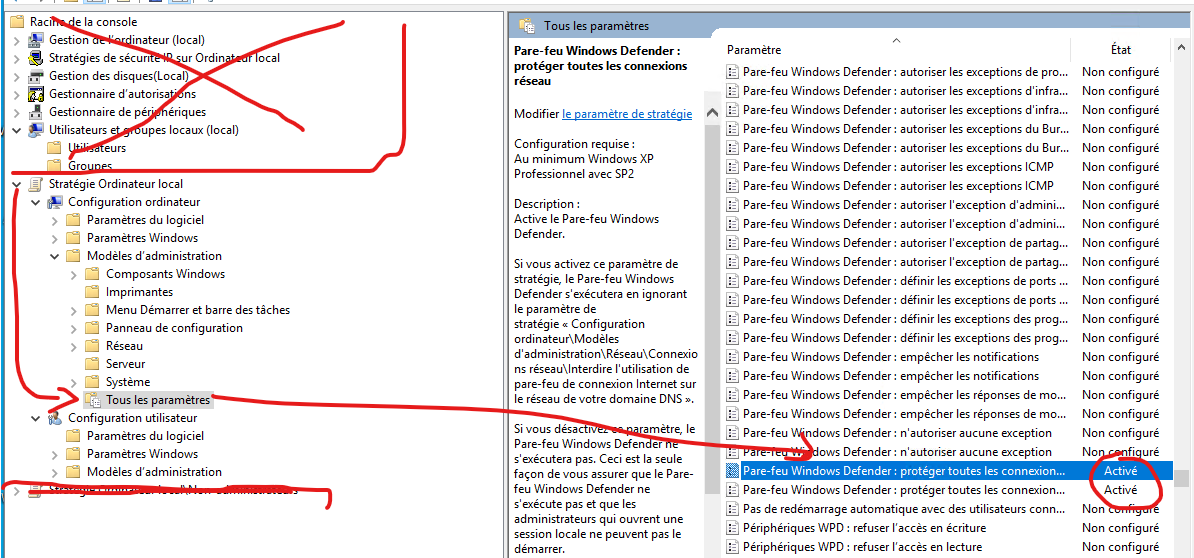 Racine de la console
Gestion de l'ordinateur (local)
Stratégies de sécurité IP sur Ordinateur local
Gestion des disques(Local)
Gestionnaire d'autorisations
Gestionnaire de périphériques
Utilisateurs et groupes locaux (local)
Utilisateurs
Groupes
Stratégie Ordinateur local
Configuration ordinateur
Paramètres du logiciel
Paramètres Windows
Modèles d'administration
Composants Windows
Imprimantes
Menu Démarrer et barre des tâches
Panneau de configuration
Réseau
Serveur
Système
Tous les paramètres
Configuration utilisateur
Paramètres du logiciel
Paramètres Windows
Modèles d'administration
Stratégie Ordinateur local\Non-administrateurs
Tous les paramètres
Pare-feu Windows Defender :
protéger toutes les connexions
réseau
Modifier le paramètre de stratégie
Configuration requise :
Au minimum Windows XP
Professionnel avec SP2
Description :
Active le Pare-feu Windows
Defender.
Si vous activez ce paramètre de
stratégie, le Pare-feu Windows
Defender s'exécutera en ignorant
le paramètre de
stratégie « Configuration
ordinateur\Modèles
d'administration\Réseau\Connexio
ns réseau\Interdire l'utilisation de
pare-feu de connexion Internet sur
le réseau de votre domaine DNS ».
Si vous désactivez ce paramètre, le
Pare-feu Windows Defender ne
s'exécutera pas. Ceci est la seule
façon de vous assurer que le Pare-
feu Windows Defender ne
s'exécute pas et que les
administrateurs qui ouvrent une
session locale ne peuvent pas le
démarrer.
Paramètre État
Pare-feu Windows Defender : autoriser les exceptions de pro... Non configuré
Pare-feu Windows Defender : autoriser les exceptions d'infra... Non configuré
Pare-feu Windows Defender : autoriser les exceptions d'infra... Non configuré
Pare-feu Windows Defender : autoriser les exceptions du Bur... Non configuré
Pare-feu Windows Defender : autoriser les exceptions du Bur... Non configuré
Pare-feu Windows Defender : autoriser les exceptions ICMP Non configuré
Pare-feu Windows Defender : autoriser les exceptions ICMP Non configuré
Pare-feu Windows Defender : autoriser l'exception d'admini... Non configuré
Pare-feu Windows Defender : autoriser l'exception d'admini... Non configuré
Pare-feu Windows Defender : autoriser l'exception de partag... Non configuré
Pare-feu Windows Defender : autoriser l'exception de partag... Non configuré
Pare-feu Windows Defender : définir les exceptions de ports ... Non configuré
Pare-feu Windows Defender : définir les exceptions de ports ... Non configuré
Pare-feu Windows Defender : définir les exceptions des prog... Non configuré
Pare-feu Windows Defender : définir les exceptions des prog... Non configuré
Pare-feu Windows Defender : empêcher les notifications Non configuré
Pare-feu Windows Defender : empêcher les notifications Non configuré
Pare-feu Windows Defender : empêcher les réponses de mo... Non configuré
Pare-feu Windows Defender : empêcher les réponses de mo... Non configuré
Pare-feu Windows Defender : n'autoriser aucune exception Non configuré
Pare-feu Windows Defender : n'autoriser aucune exception Non configuré
Pare-feu Windows Defender : protéger toutes les connexion... Activé
Pare-feu Windows Defender : protéger toutes les connexion... Activé
Pas de redémarrage automatique avec des utilisateurs conn... Non configuré
Périphériques WPD : refuser l'accès en écriture Non configuré
Périphériques WPD : refuser l'accès en lecture Non configuré